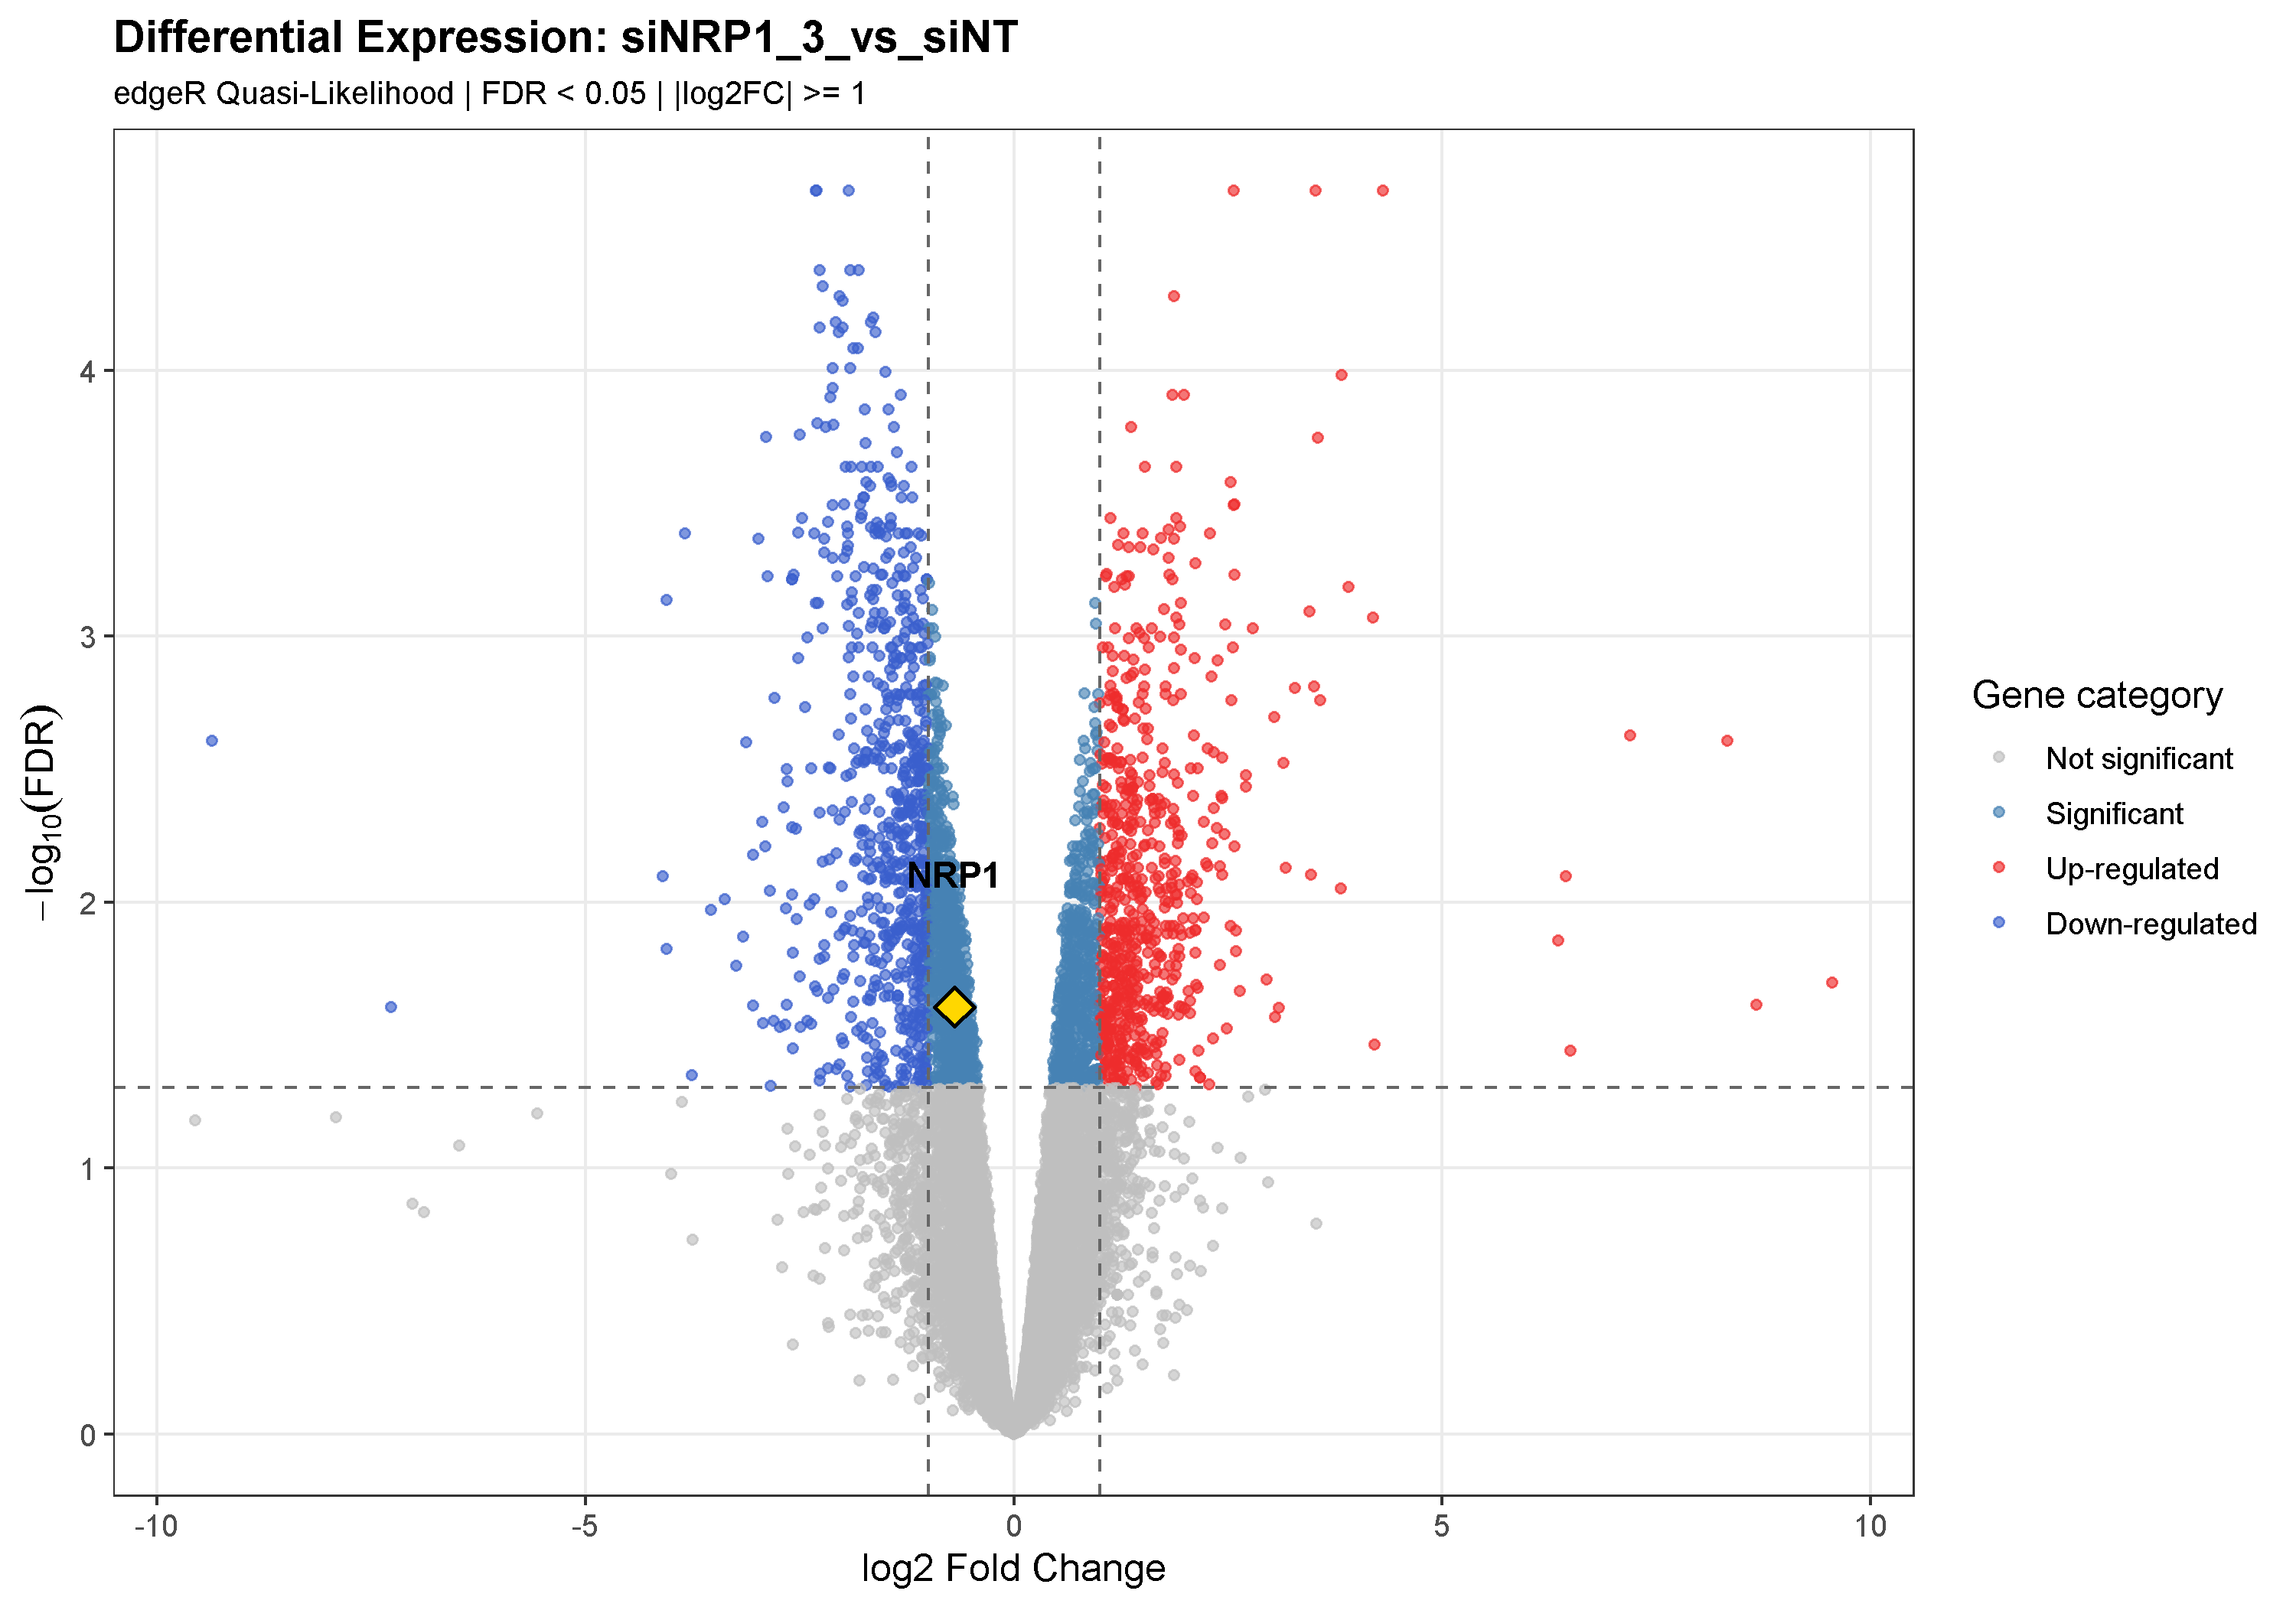 Differential Expression: siNRP1_3_vs_siNT
edgeR Quasi-Likelihood | FDR < 0.05 | |log2FC| >= 1
−log10(FDR)
4
3
2
1
0
NRP1
-10
-5
0
5
10
log2 Fold Change
Gene category
Not significant
Significant
Up-regulated
Down-regulated